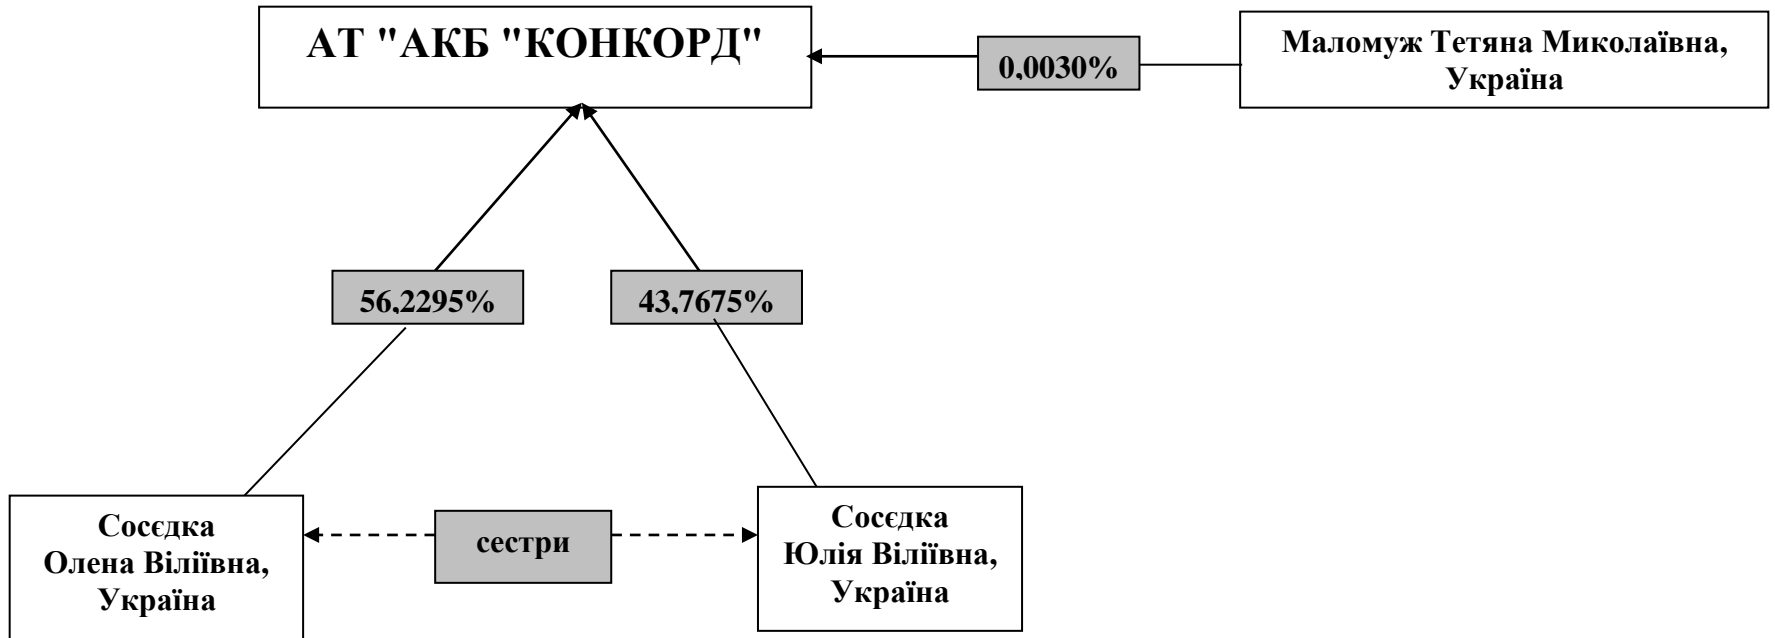 АТ "АКБ "КОНКОРД"
0,0030%
Маломуж Тетяна Миколаївна,
Україна
56,2295%
43,7675%
Сосєдка
Олена Віліївна,
Україна
сестри
Сосєдка
Юлія Віліївна,
Україна